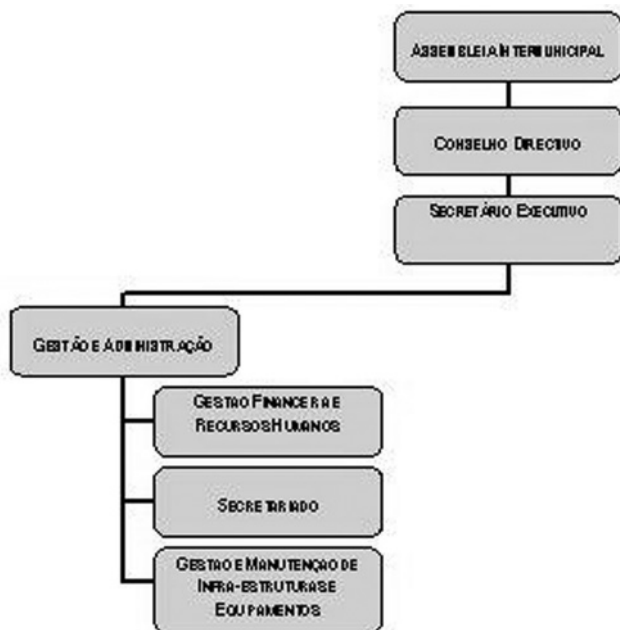 ASSEMBLEIA INTERMUNICIPAL
CONSELHO DIRECTIVO
SECRETÁRIO EXECUTIVO
GESTÃO E ADMINISTRAÇÃO
GESTAO FINANCEIRA E
RECURSOS HUMANOS
SECRETARIADO
GESTAO E MANUTENÇÃO DE
INFRA-ESTRUTURAS E
EQUIPAMENTOS